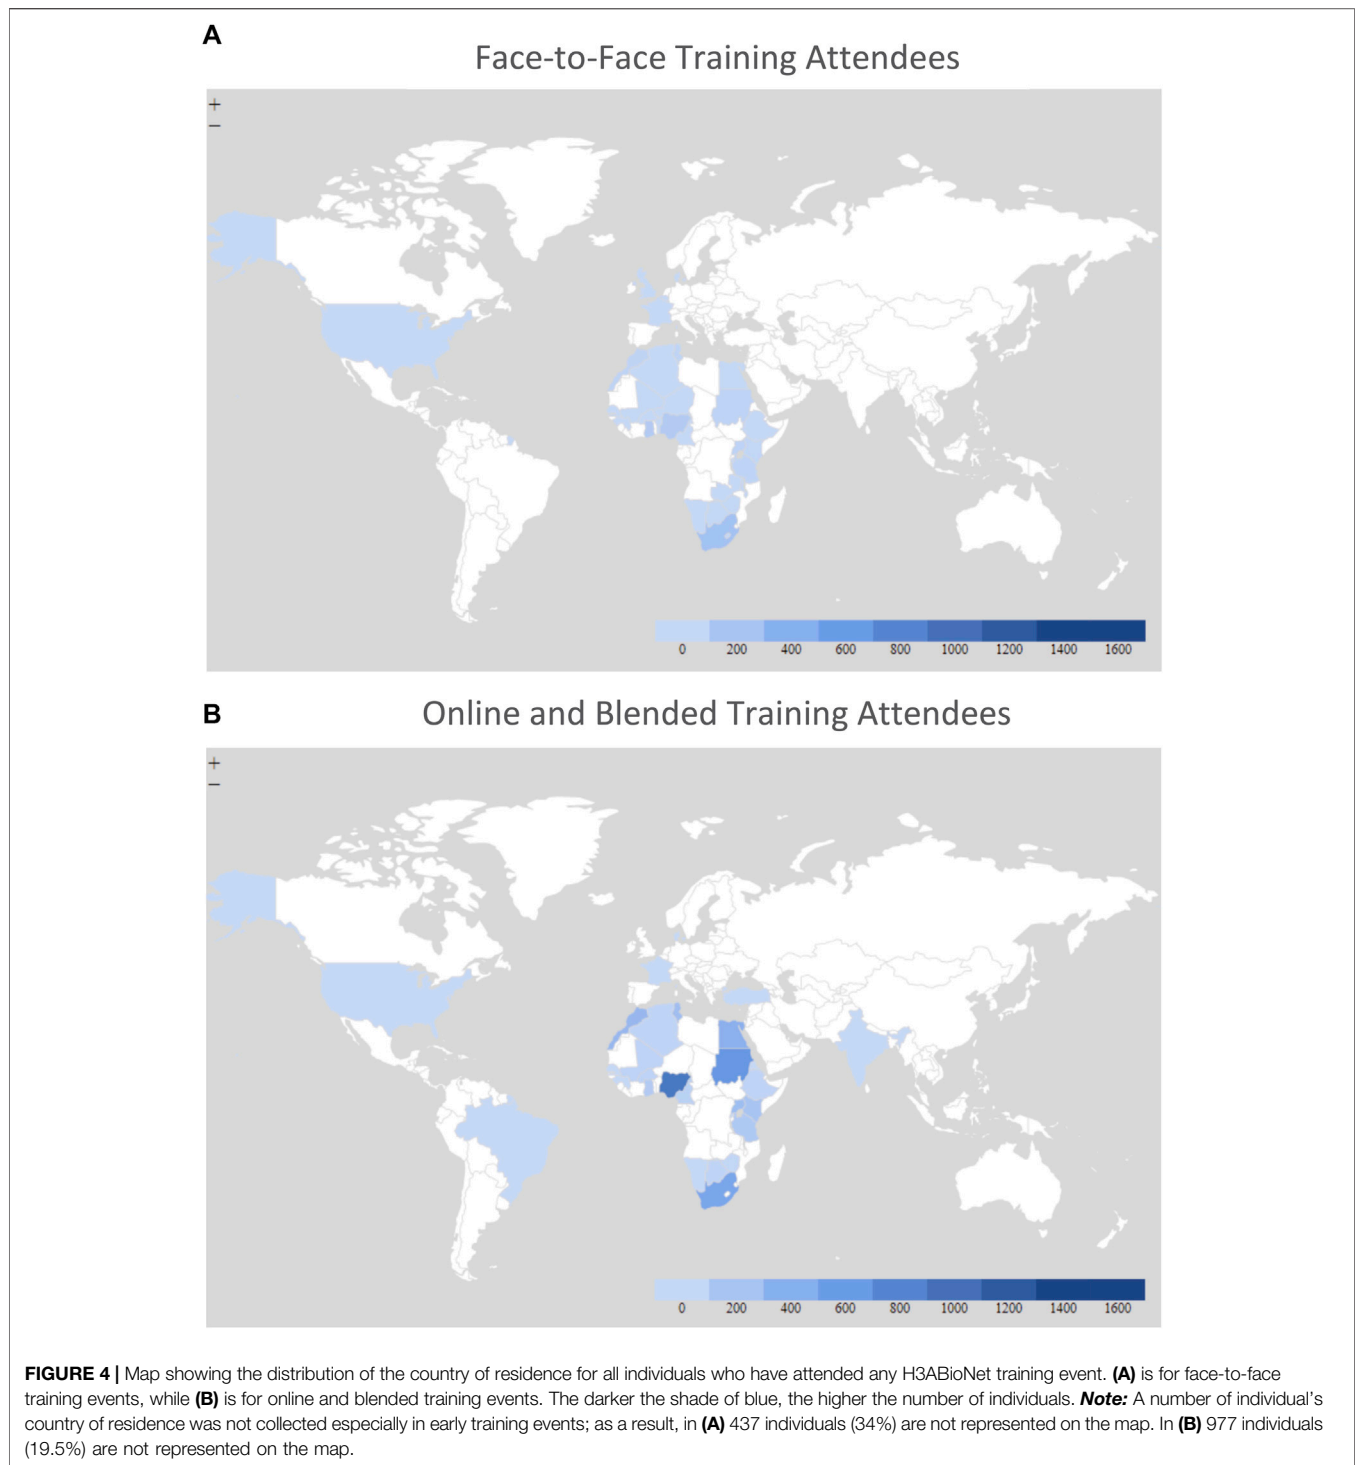 A
Face-to-Face Training Attendees
+
−
0 200 400 600 800 1000 1200 1400 1600
B
Online and Blended Training Attendees
+
−
0 200 400 600 800 1000 1200 1400 1600
FIGURE 4 | Map showing the distribution of the country of residence for all individuals who have attended any H3ABioNet training event. (A) is for face-to-face
training events, while (B) is for online and blended training events. The darker the shade of blue, the higher the number of individuals. Note: A number of individual's
country of residence was not collected especially in early training events; as a result, in (A) 437 individuals (34%) are not represented on the map. In (B) 977 individuals
(19.5%) are not represented on the map.